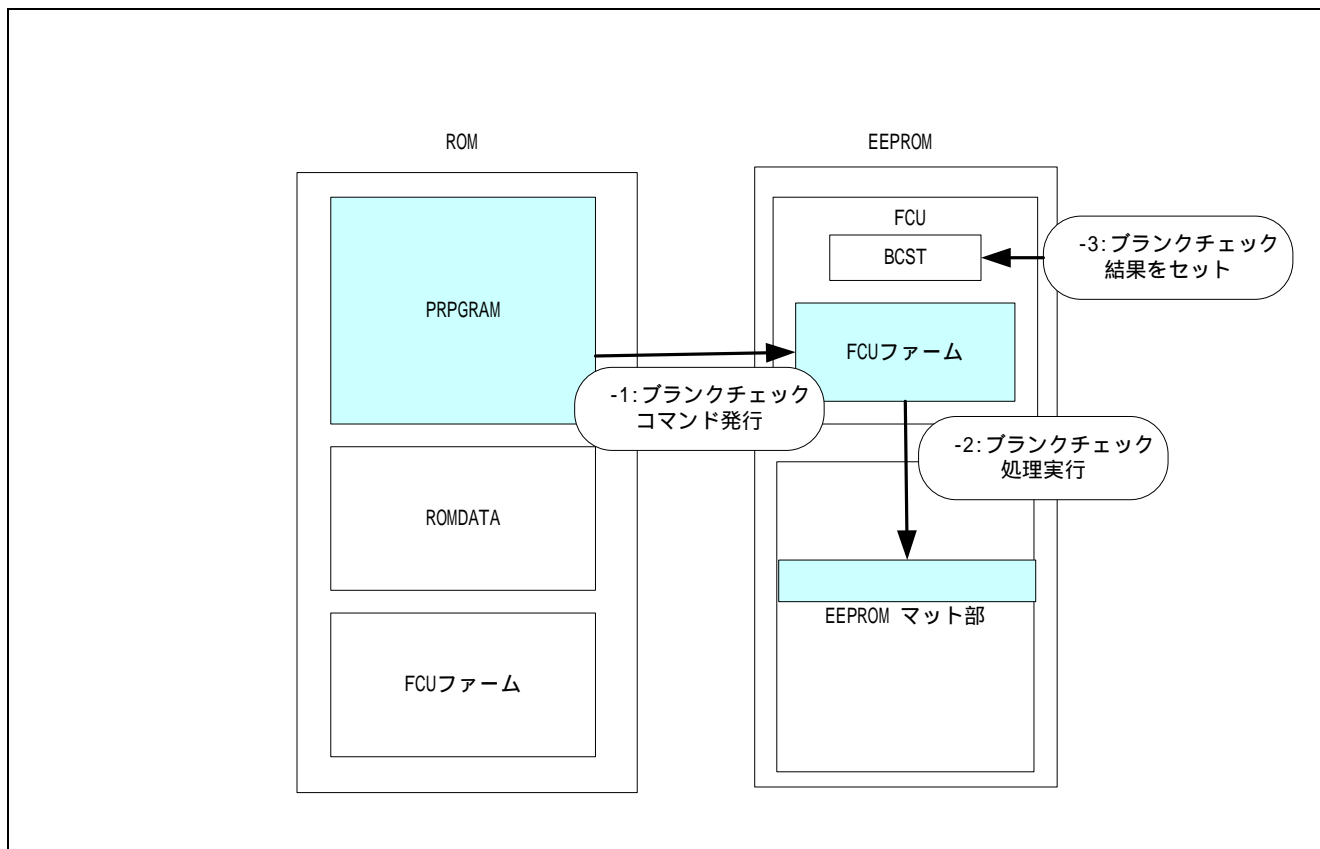 ROM
EEPROM
PRPGRAM
ROMDATA
FCUファーム
FCU
BCST
FCUファーム
EEPROM マット部
-1:ブランクチェック
コマンド発行
-2:ブランクチェック
処理実行
-3:ブランクチェック
結果をセット